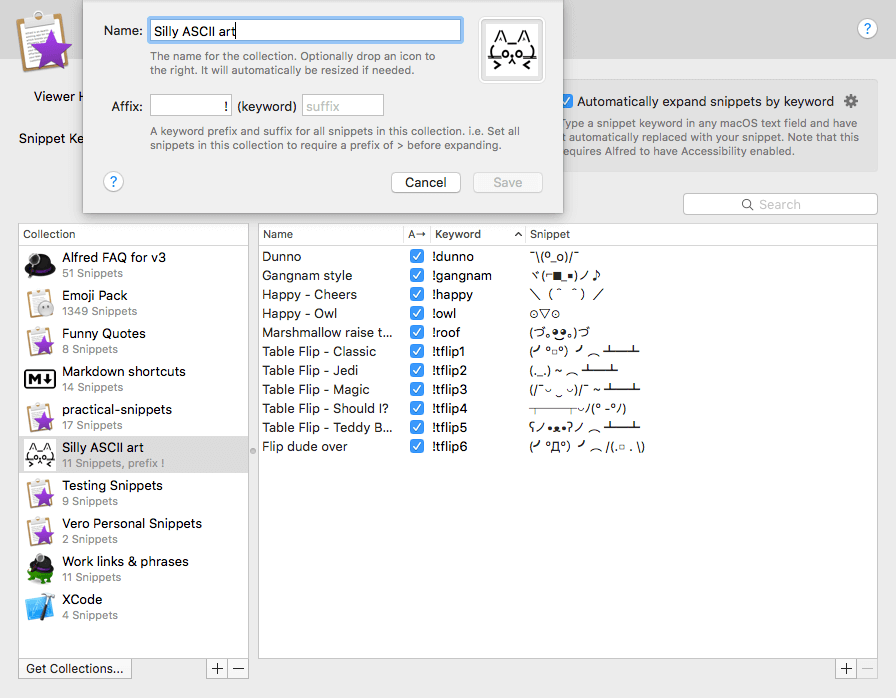 Name: Silly ASCII art
The name for the collection. Optionally drop an icon to
the right. It will automatically be resized if needed.
Affix: ! (keyword) suffix
A keyword prefix and suffix for all snippets in this collection. i.e. Set all
snippets in this collection to require a prefix of > before expanding.
?
Cancel
Save
?
Viewer H
Snippet Ke
Automatically expand snippets by keyword
Type a snippet keyword in any macOS text field and have
it automatically replaced with your snippet. Note that this
requires Alfred to have Accessibility enabled.
Search
Collection
Alfred FAQ for v3
51 Snippets
Emoji Pack
1349 Snippets
Funny Quotes
8 Snippets
Markdown shortcuts
14 Snippets
practical-snippets
17 Snippets
Silly ASCII art
11 Snippets, prefix !
Testing Snippets
9 Snippets
Vero Personal Snippets
2 Snippets
Work links & phrases
11 Snippets
XCode
4 Snippets
Get Collections...
+ −
Name A→ Keyword Snippet
Dunno !dunno ¯\(º_o)/¯
Gangnam style !gangnam ヾ(⌐■_■)ノ♪
Happy - Cheers !happy ＼（＾ ＾）／
Happy - Owl !owl ⊙▽⊙
Marshmallow raise t... !roof (づ｡◕‿‿◕｡)づ
Table Flip - Classic !tflip1 (╯°□°）╯︵ ┻━┻
Table Flip - Jedi !tflip2 (._.) ~ ︵ ┻━┻
Table Flip - Magic !tflip3 (/¯◡ ‿ ◡)/¯ ~ ┻━┻
Table Flip - Should I? !tflip4 ┬──┬◡ﾉ(° -°ﾉ)
Table Flip - Teddy B... !tflip5 ʕノ•ᴥ•ʔノ ︵ ┻━┻
Flip dude over !tflip6 (╯°Д°）╯︵ /(.□ . \)
+ −